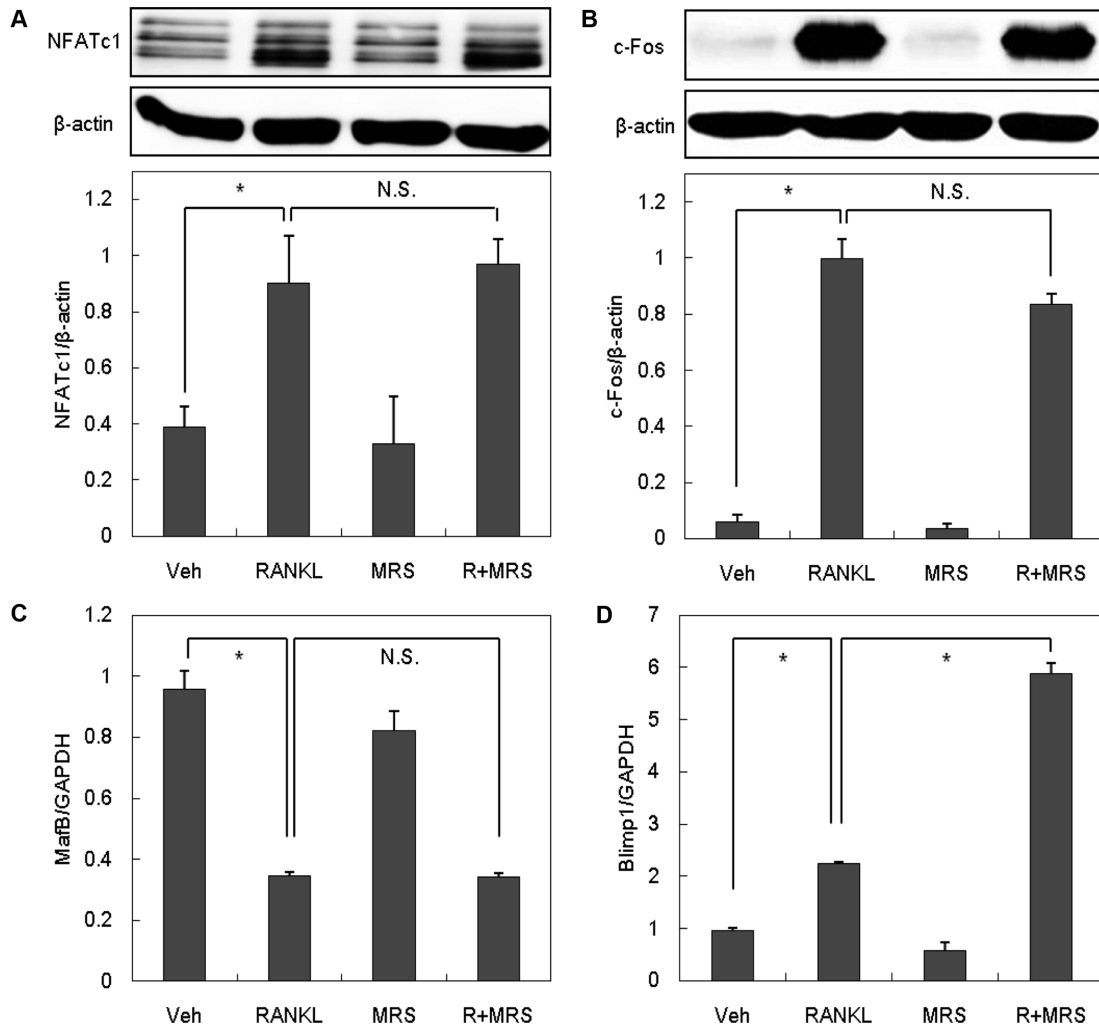 A
NFATc1
β-actin
NFATc1/β-actin
1.2
1
0.8
0.6
0.4
0.2
0
*
N.S.
Veh RANKL MRS R+MRS
B
c-Fos
β-actin
c-Fos/β-actin
1.2
1
0.8
0.6
0.4
0.2
0
*
N.S.
Veh RANKL MRS R+MRS
C
MafB/GAPDH
1.2
1
0.8
0.6
0.4
0.2
0
*
N.S.
Veh RANKL MRS R+MRS
D
Blimp1/GAPDH
7
6
5
4
3
2
1
0
*
*
Veh RANKL MRS R+MRS